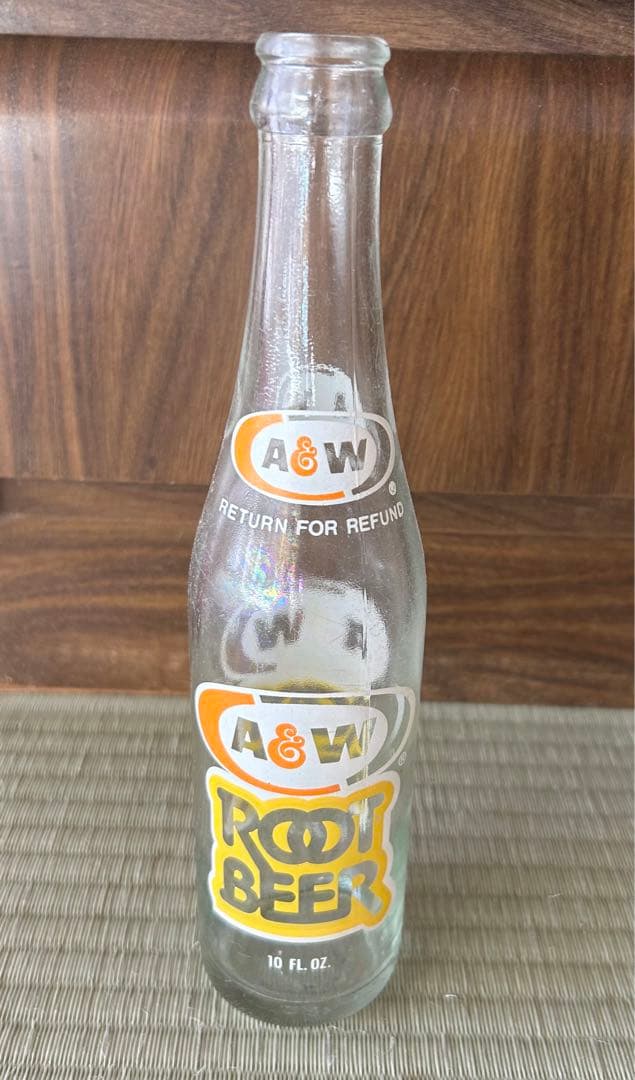 A&W
®
RETURN FOR REFUND
A&W
®
ROOT
BEER
10 FL. OZ.